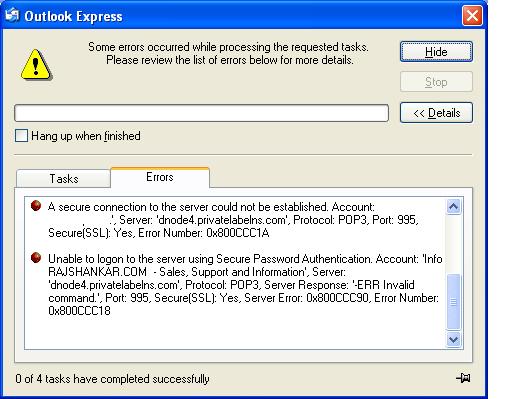 Outlook Express
Some errors occurred while processing the requested tasks.
Please review the list of errors below for more details.
Hide
Stop
<< Details
Hang up when finished
Tasks
Errors
A secure connection to the server could not be established. Account:
.', Server: 'dnode4.privatelabelns.com', Protocol: POP3, Port: 995,
Secure(SSL): Yes, Error Number: 0x800CCC1A
Unable to logon to the server using Secure Password Authentication. Account: 'Info
RAJSHANKAR.COM - Sales, Support and Information', Server:
'dnode4.privatelabelns.com', Protocol: POP3, Server Response: '-ERR Invalid
command.', Port: 995, Secure(SSL): Yes, Server Error: 0x800CCC90, Error Number:
0x800CCC18
0 of 4 tasks have completed successfully